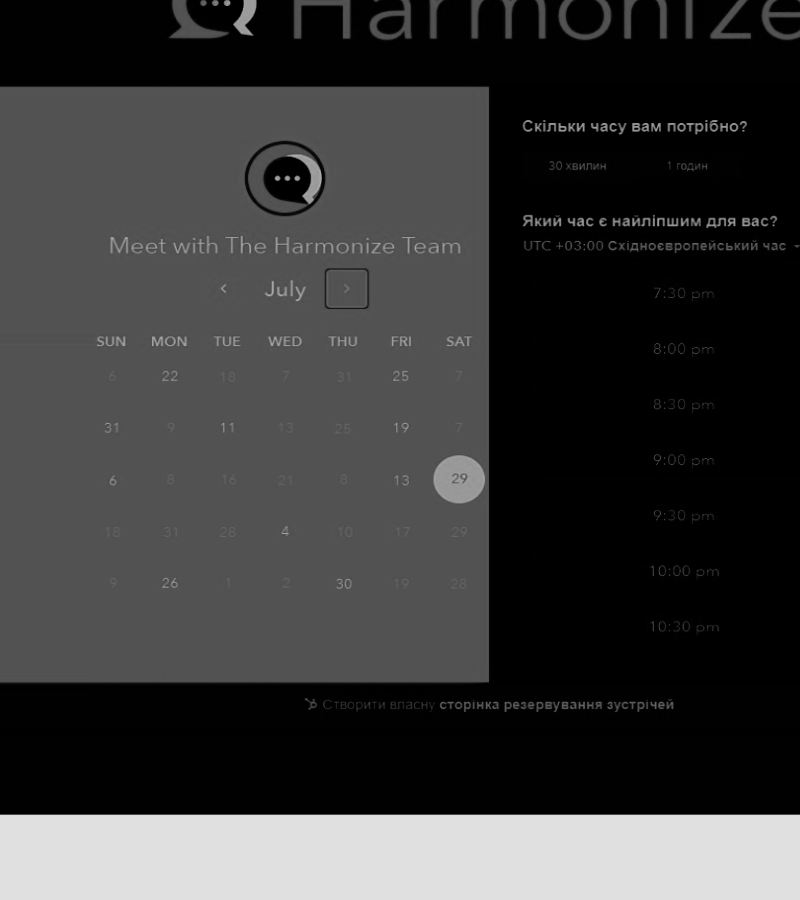 Harmonize
Meet with The Harmonize Team
July
SUN MON TUE WED THU FRI SAT
6 22 18 7 31 25 7
31 9 11 13 25 19 7
6 8 16 21 8 13 29
18 31 28 4 10 17 29
9 26 1 2 30 19 28
Скільки часу вам потрібно?
30 хвилин 1 годин
Який час є найліпшим для вас?
UTC +03:00 Східноєвропейський час
7:30 pm
8:00 pm
8:30 pm
9:00 pm
9:30 pm
10:00 pm
10:30 pm
Створити власну сторінка резервування зустрічей